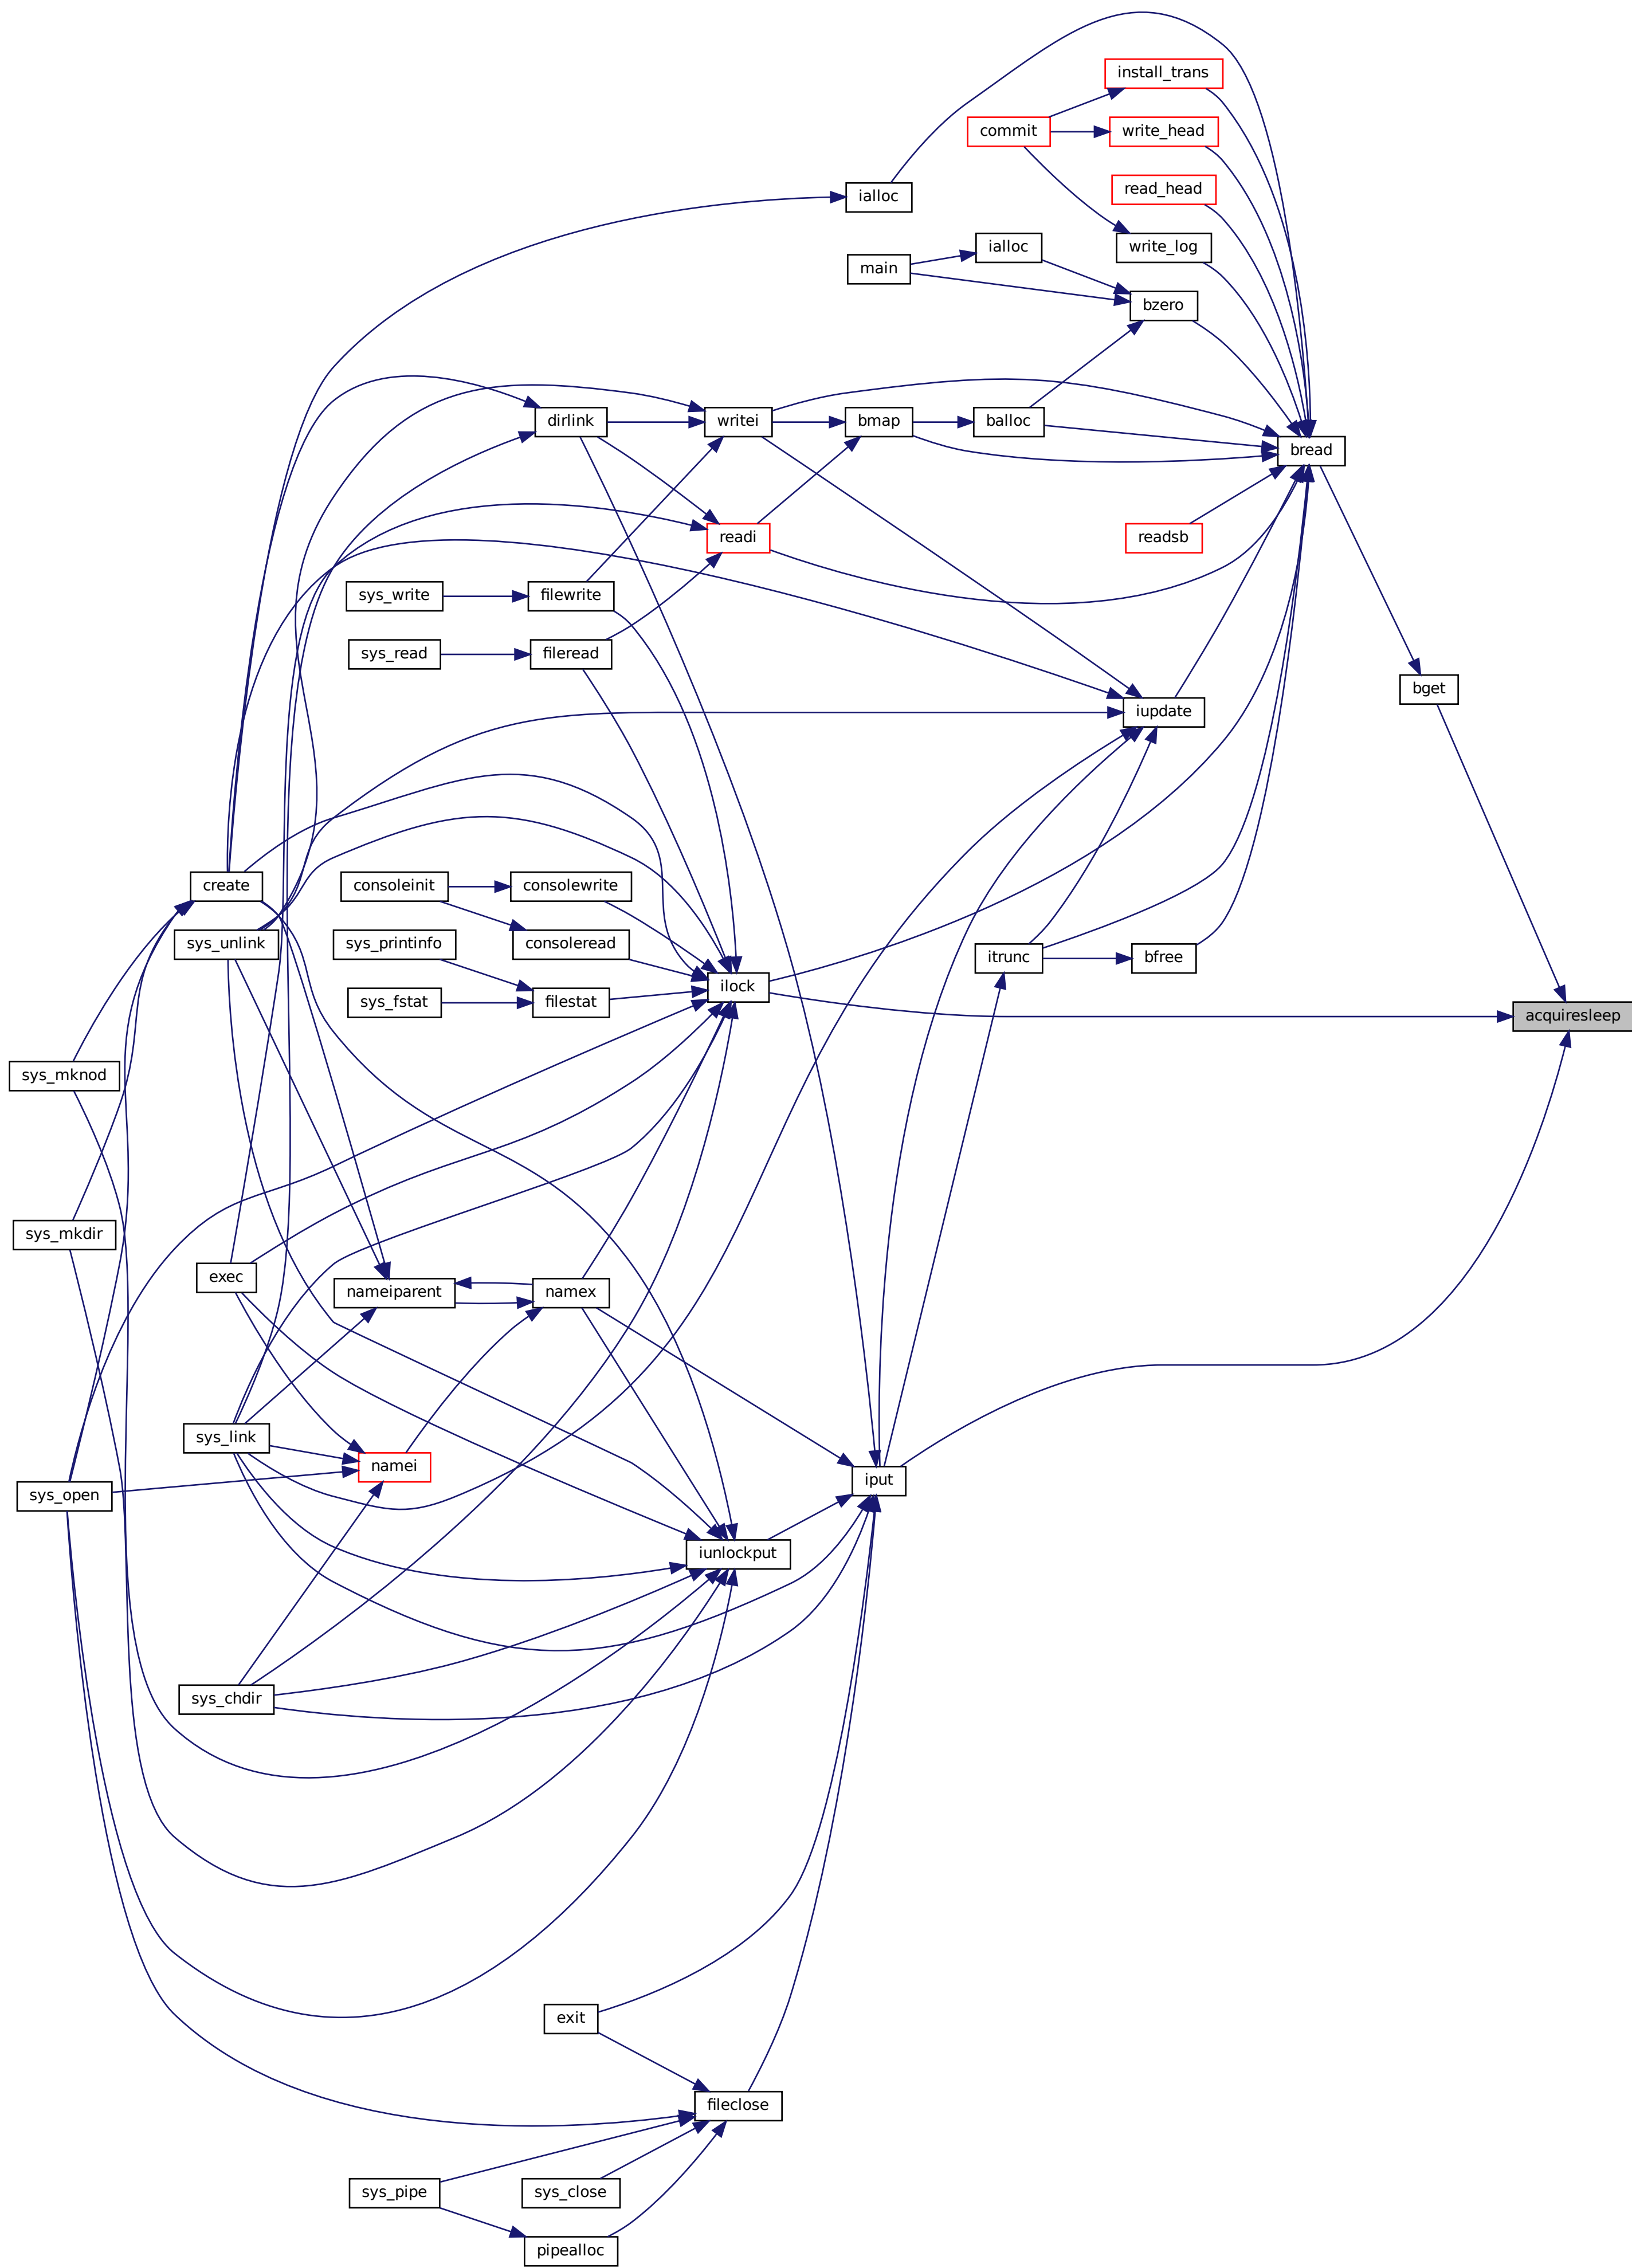 install_trans
commit
write_head
read_head
ialloc
write_log
ialloc
main
bzero
dirlink
writei
bmap
balloc
bread
readi
readsb
sys_write
filewrite
sys_read
fileread
bget
iupdate
create
consoleinit
consolewrite
sys_unlink
sys_printinfo
consoleread
itrunc
bfree
ilock
sys_fstat
filestat
acquiresleep
sys_mknod
sys_mkdir
exec
nameiparent
namex
sys_link
namei
iput
sys_open
iunlockput
sys_chdir
exit
fileclose
sys_pipe
sys_close
pipealloc